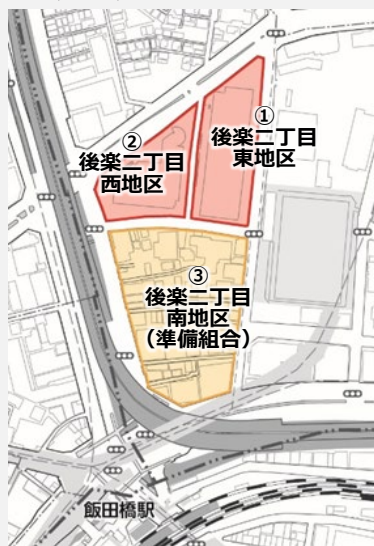 ①
後楽二丁目
東地区
②
後楽二丁目
西地区
③
後楽二丁目
南地区
（準備組合）
飯田橋駅